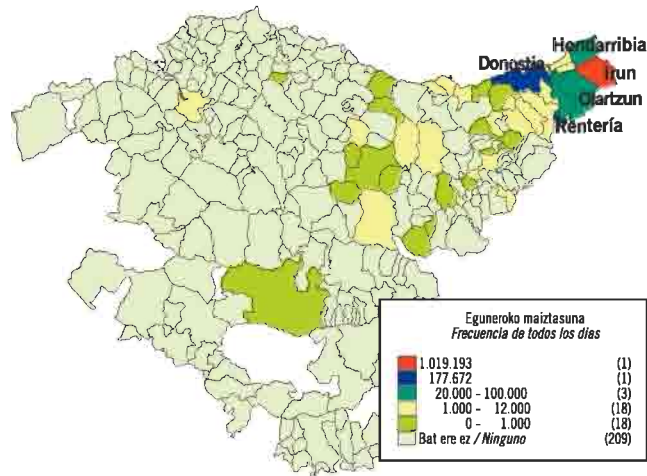 Hondarribia
Donostia
Irun
Oiartzun
Rentería
Eguneroko maiztasuna
Frecuencia de todos los días
1.019.193 (1)
177.672 (1)
20.000 - 100.000 (3)
1.000 - 12.000 (18)
0 - 1.000 (18)
Bat ere ez / Ninguno (209)